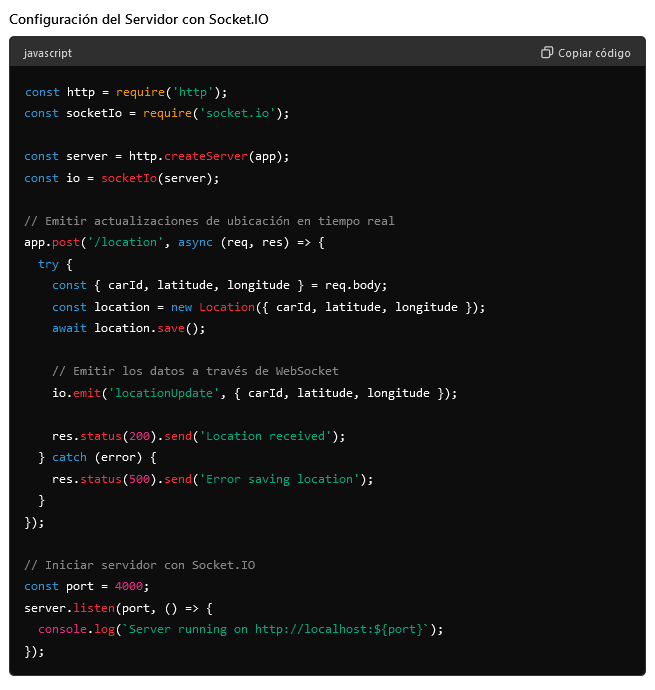 Configuración del Servidor con Socket.IO
javascript
Copiar código
const http = require('http');
const socketIo = require('socket.io');
const server = http.createServer(app);
const io = socketIo(server);
// Emitir actualizaciones de ubicación en tiempo real
app.post('/location', async (req, res) => {
  try {
    const { carId, latitude, longitude } = req.body;
    const location = new Location({ carId, latitude, longitude });
    await location.save();
    // Emitir los datos a través de WebSocket
    io.emit('locationUpdate', { carId, latitude, longitude });
    res.status(200).send('Location received');
  } catch (error) {
    res.status(500).send('Error saving location');
  }
});
// Iniciar servidor con Socket.IO
const port = 4000;
server.listen(port, () => {
  console.log(`Server running on http://localhost:${port}`);
});